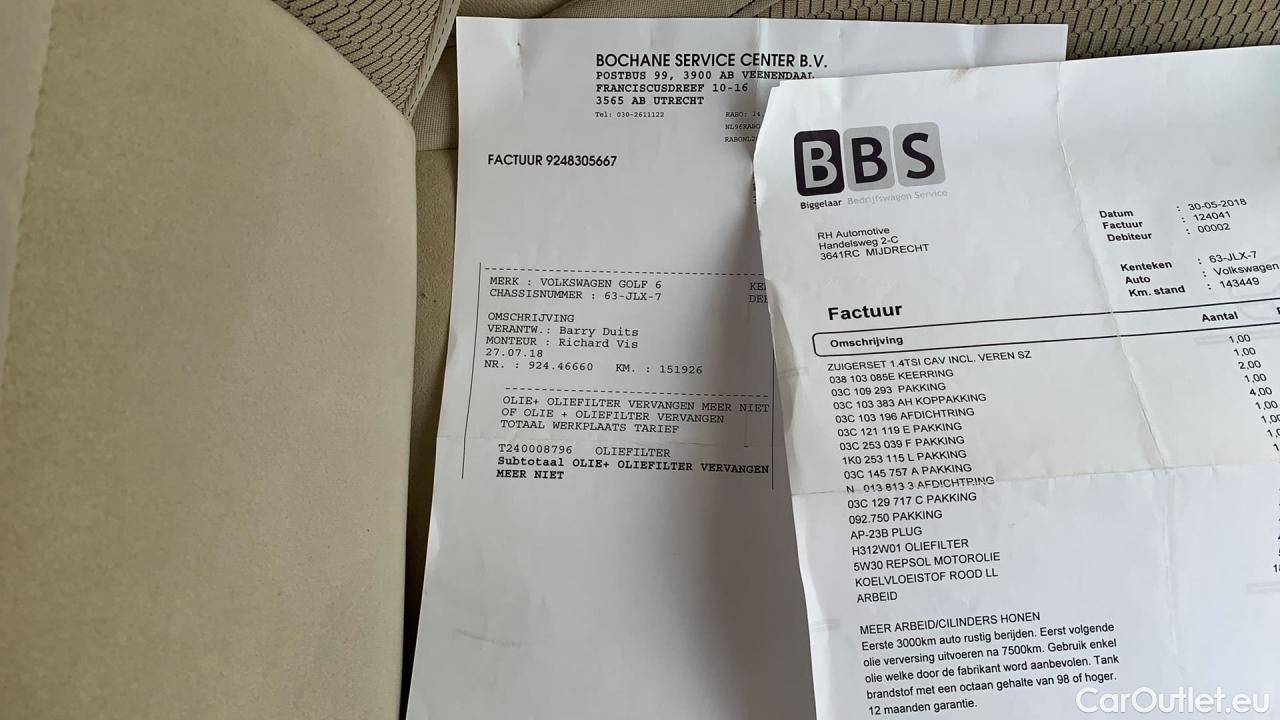 BOCHANE SERVICE CENTER B.V.
POSTBUS 99, 3900 AB VEENENDAAL
FRANCISCUSDREEF 10-16
3565 AB UTRECHT
Tel: 030-2611122
RABO: 14.
NL96RABO
RABONL2
FACTUUR 9248305667
MERK : VOLKSWAGEN GOLF 6
CHASSISNUMMER : 63-JLX-7
OMSCHRIJVING
VERANTW.: Barry Duits
MONTEUR : Richard Vis
27.07.18
NR. : 924.46660 KM. : 151926
OLIE+ OLIEFILTER VERVANGEN MEER NIET
OF OLIE + OLIEFILTER VERVANGEN
TOTAAL WERKPLAATS TARIEF
T240008796 OLIEFILTER
Subtotaal OLIE+ OLIEFILTER VERVANGEN
MEER NIET
BBS
Biggelaar Bedrijfswagen Service
RH Automotive
Handelsweg 2-C
3641RC MIJDRECHT
Datum : 30-05-2018
Factuur : 124041
Debiteur : 00002
Kenteken : 63-JLX-7
Auto : Volkswagen
Km. stand : 143449
Factuur
Omschrijving Aantal
ZUIGERSET 1.4TSI CAV INCL. VEREN SZ 1,00
038 103 085E KEERRING 1,00
03C 109 293 PAKKING 2,00
03C 103 383 AH KOPPAKKING 1,00
03C 103 196 AFDICHTRING 4,00
03C 121 119 E PAKKING 1,00
03C 253 039 F PAKKING 1,00
1K0 253 115 L PAKKING
03C 145 757 A PAKKING
N 013 813 3 AFDICHTRING
03C 129 717 C PAKKING
092.750 PAKKING
AP-23B PLUG
H312W01 OLIEFILTER
5W30 REPSOL MOTOROLIE
KOELVLOEISTOF ROOD LL
ARBEID
MEER ARBEID/CILINDERS HONEN
Eerste 3000km auto rustig berijden. Eerst volgende
olie verversing uitvoeren na 7500km. Gebruik enkel
olie welke door de fabrikant word aanbevolen. Tank
brandstof met een octaan gehalte van 98 of hoger.
12 maanden garantie.
CarOutlet.eu